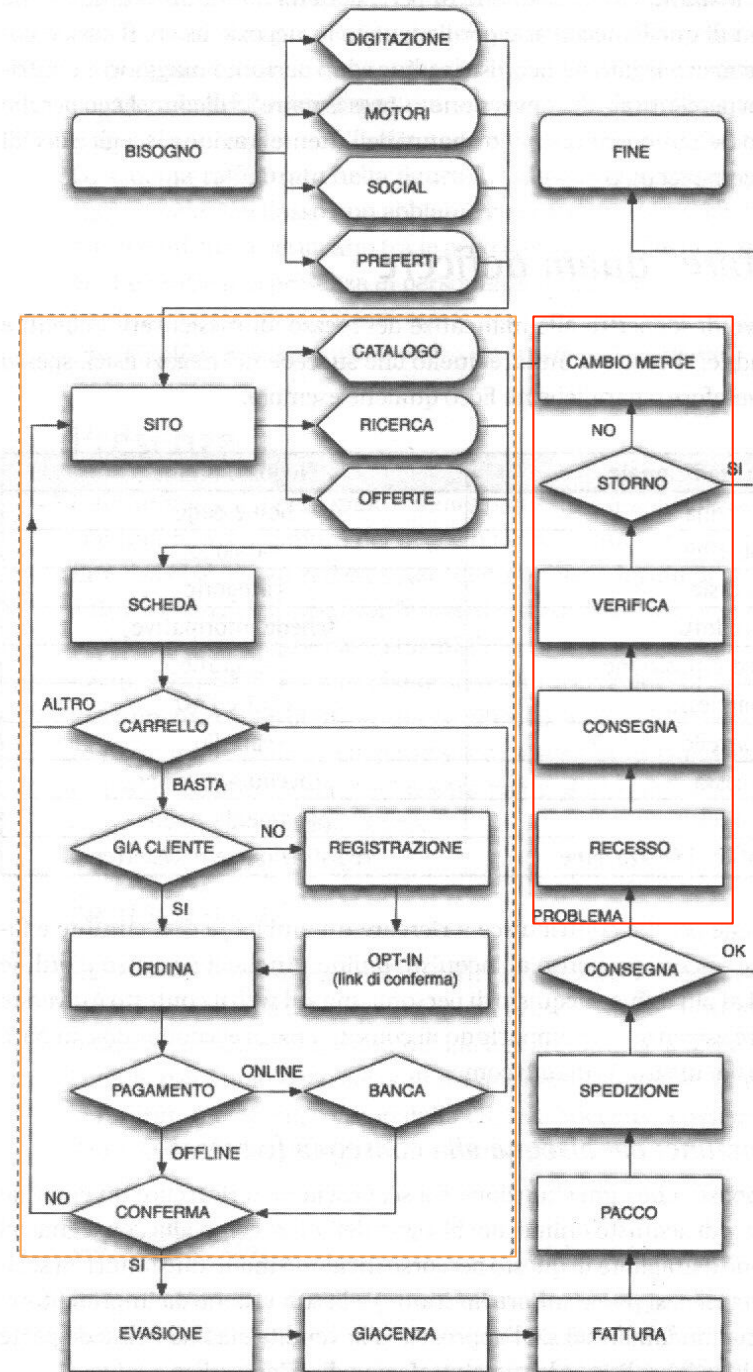 BISOGNO
DIGITAZIONE
MOTORI
SOCIAL
PREFERTI
SITO
CATALOGO
RICERCA
OFFERTE
SCHEDA
ALTRO
CARRELLO
BASTA
GIA CLIENTE
NO
REGISTRAZIONE
SI
ORDINA
OPT-IN
(link di conferma)
PAGAMENTO
ONLINE
BANCA
OFFLINE
NO
CONFERMA
SI
EVASIONE
GIACENZA
FATTURA
PACCO
SPEDIZIONE
CONSEGNA
OK
PROBLEMA
RECESSO
CONSEGNA
VERIFICA
STORNO
SI
NO
CAMBIO MERCE
FINE